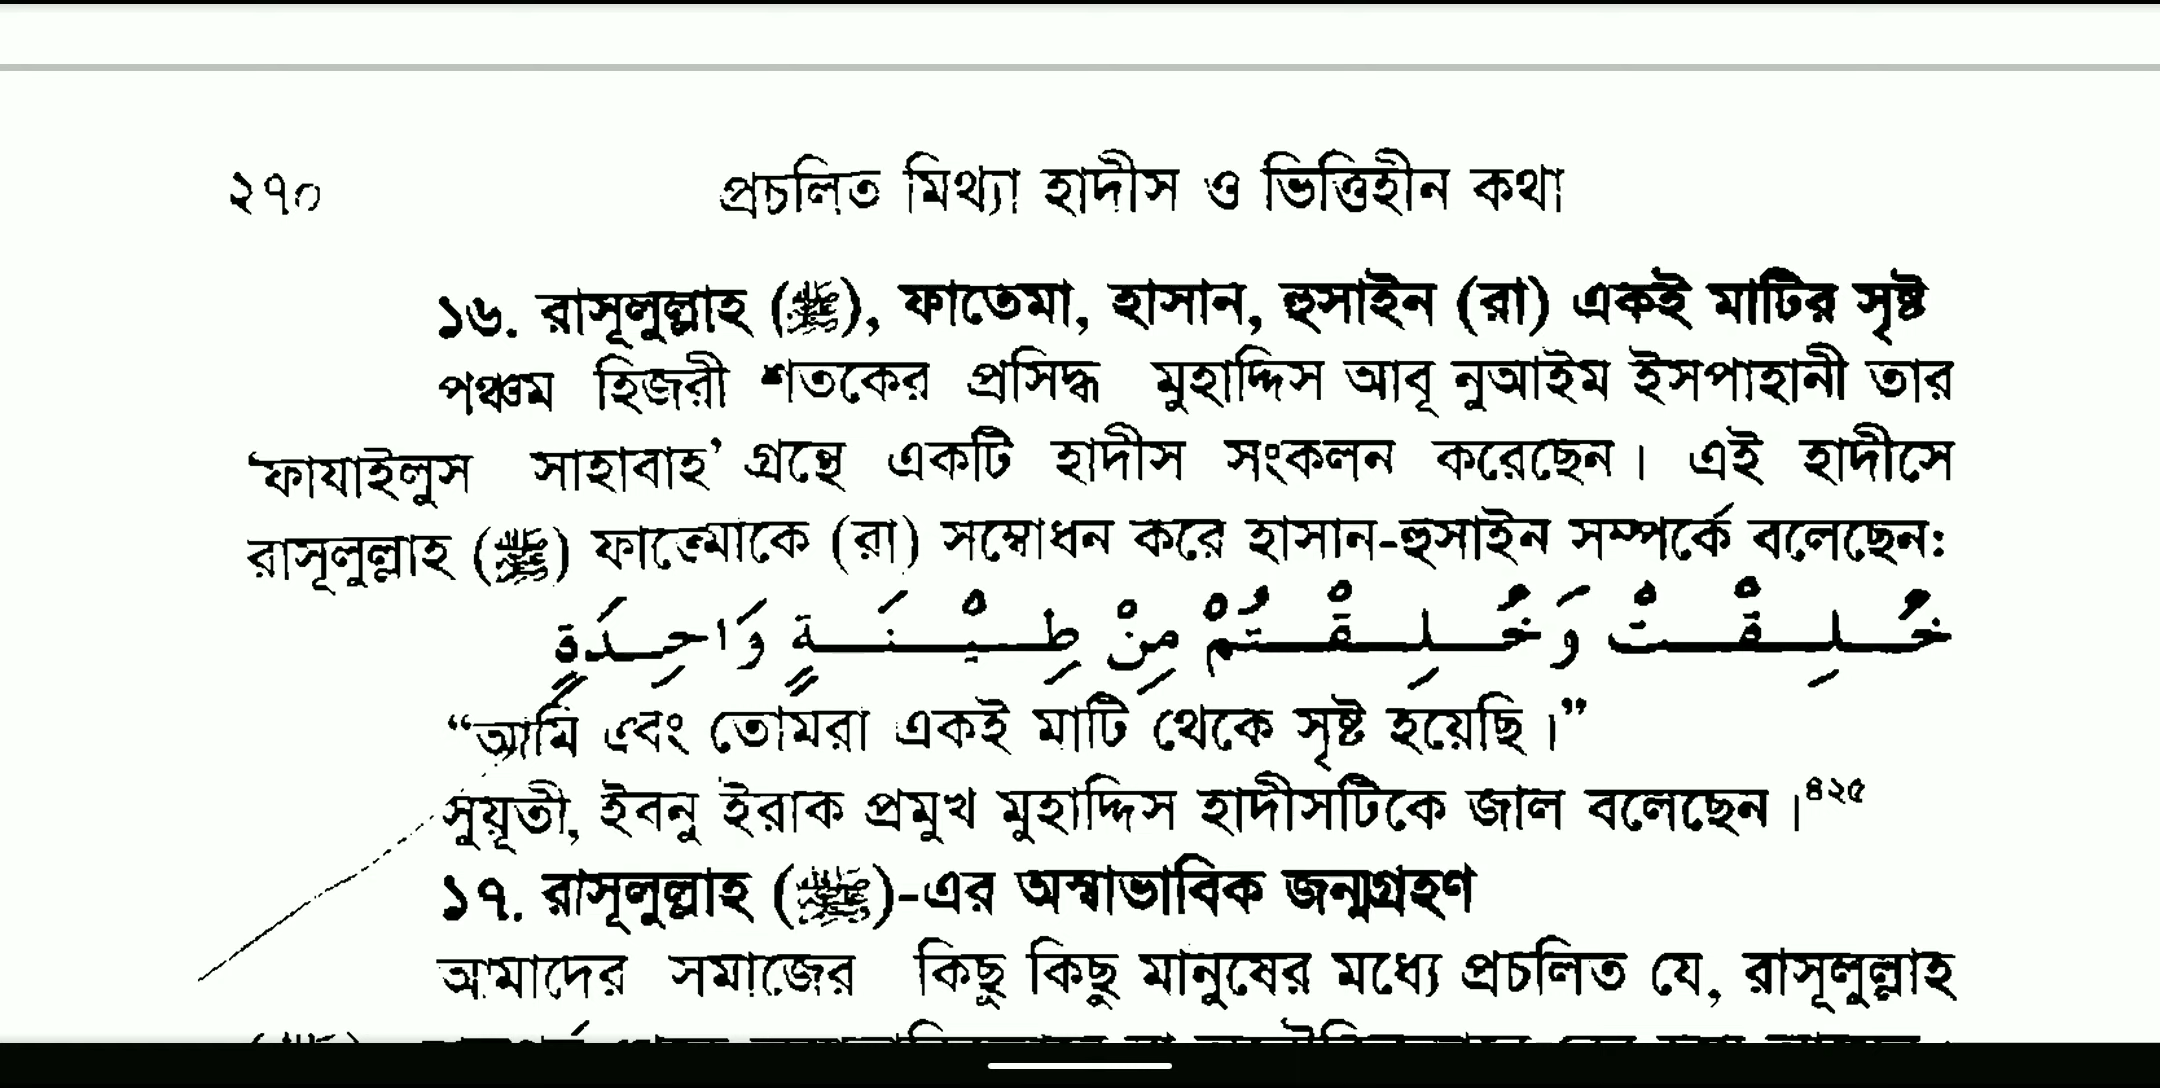 ২৭০ প্রচলিত মিথ্যা হাদীস ও ভিত্তিহীন কথা
১৬. রাসূলুল্লাহ (ﷺ), ফাতেমা, হাসান, হুসাইন (রা) একই মাটির সৃষ্ট
পঞ্চম হিজরী শতকের প্রসিদ্ধ মুহাদ্দিস আবূ নুআইম ইসপাহানী তার
‘ফাযাইলুস সাহাবাহ’ গ্রন্থে একটি হাদীস সংকলন করেছেন। এই হাদীসে
রাসূলুল্লাহ (ﷺ) ফাতেমাকে (রা) সম্বোধন করে হাসান-হুসাইন সম্পর্কে বলেছেন:
خُلِقْتُ وَخُلِقْتُمْ مِنْ طِيْنَةٍ وَاحِدَةٍ
“আমি এবং তোমরা একই মাটি থেকে সৃষ্ট হয়েছি।”
সুয়ূতী, ইবনু ইরাক প্রমুখ মুহাদ্দিস হাদীসটিকে জাল বলেছেন।৪২৫
১৭. রাসূলুল্লাহ (ﷺ)-এর অস্বাভাবিক জন্মগ্রহণ
আমাদের সমাজের কিছু কিছু মানুষের মধ্যে প্রচলিত যে, রাসূলুল্লাহ